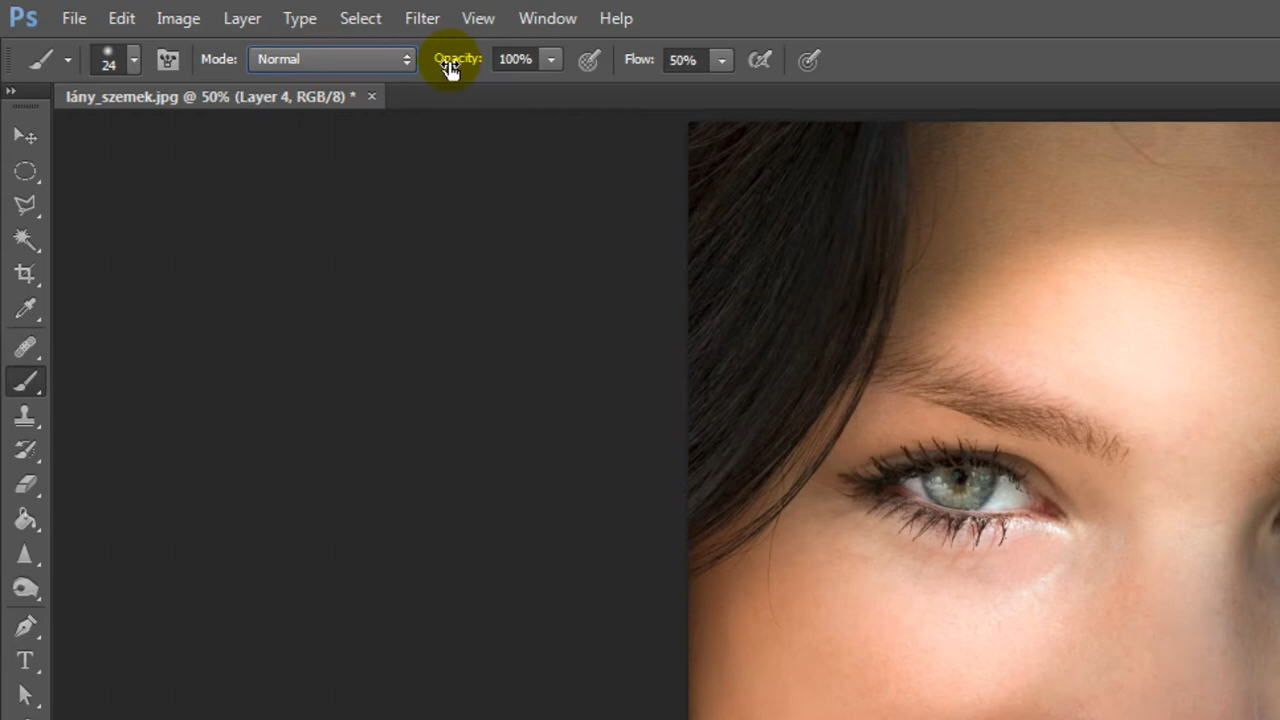 Ps File Edit Image Layer Type Select Filter View Window Help
24 Mode: Normal Opacity: 100% Flow: 50%
lány_szemek.jpg @ 50% (Layer 4, RGB/8) * ×
T